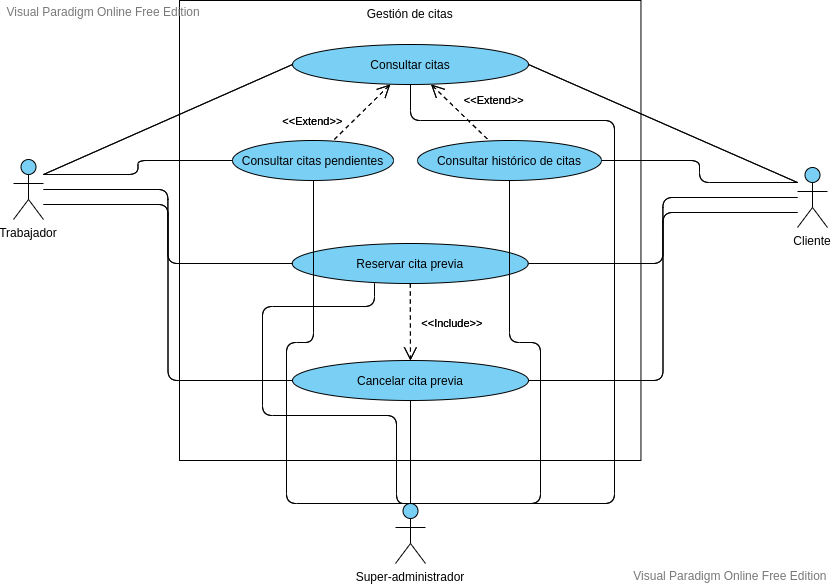 Visual Paradigm Online Free Edition
Gestión de citas
Consultar citas
<<Extend>>
<<Extend>>
Consultar citas pendientes
Consultar histórico de citas
Trabajador
Cliente
Reservar cita previa
<<Include>>
Cancelar cita previa
Super-administrador
Visual Paradigm Online Free Edition